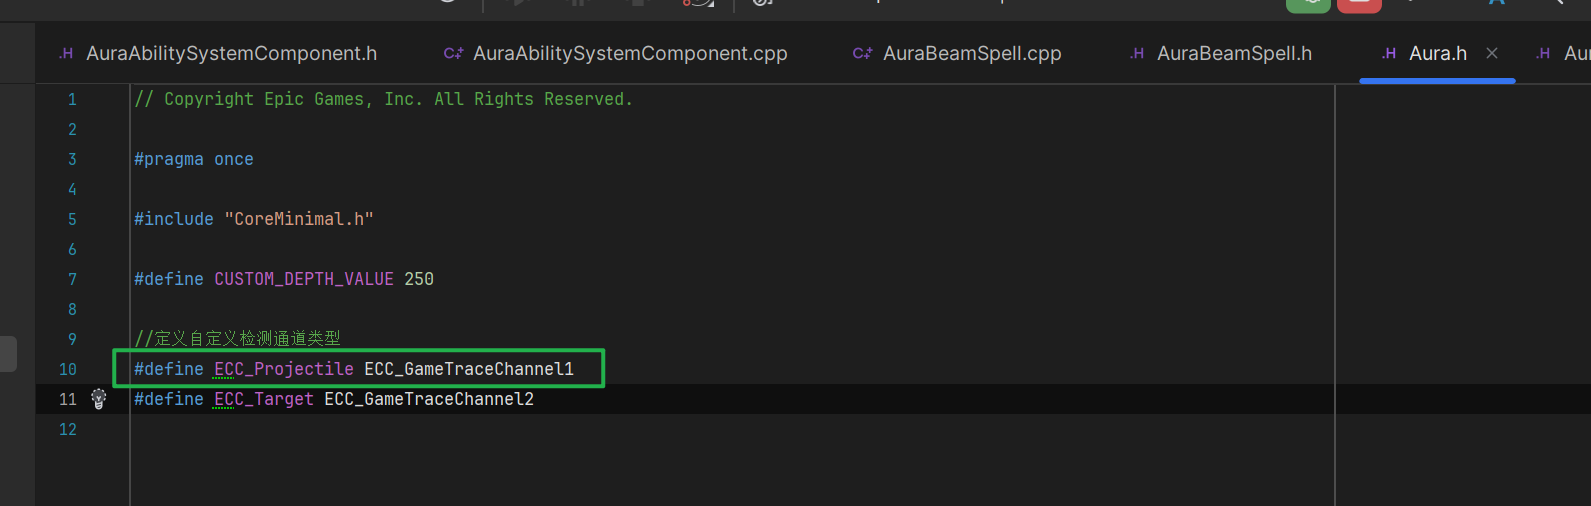 .H AuraAbilitySystemComponent.h C++ AuraAbilitySystemComponent.cpp C++ AuraBeamSpell.cpp .H AuraBeamSpell.h .H Aura.h .H
1 // Copyright Epic Games, Inc. All Rights Reserved.
2
3 #pragma once
4
5 #include "CoreMinimal.h"
6
7 #define CUSTOM_DEPTH_VALUE 250
8
9 //定义自定义检测通道类型
10 #define ECC_Projectile ECC_GameTraceChannel1
11 #define ECC_Target ECC_GameTraceChannel2
12